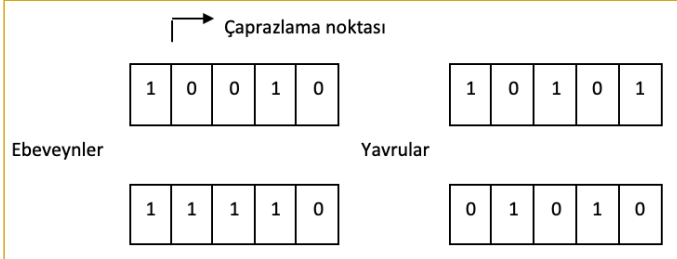 Çaprazlama noktası
1 0 0 1 0
1 0 1 0 1
Ebeveynler
Yavrular
1 1 1 1 0
0 1 0 1 0